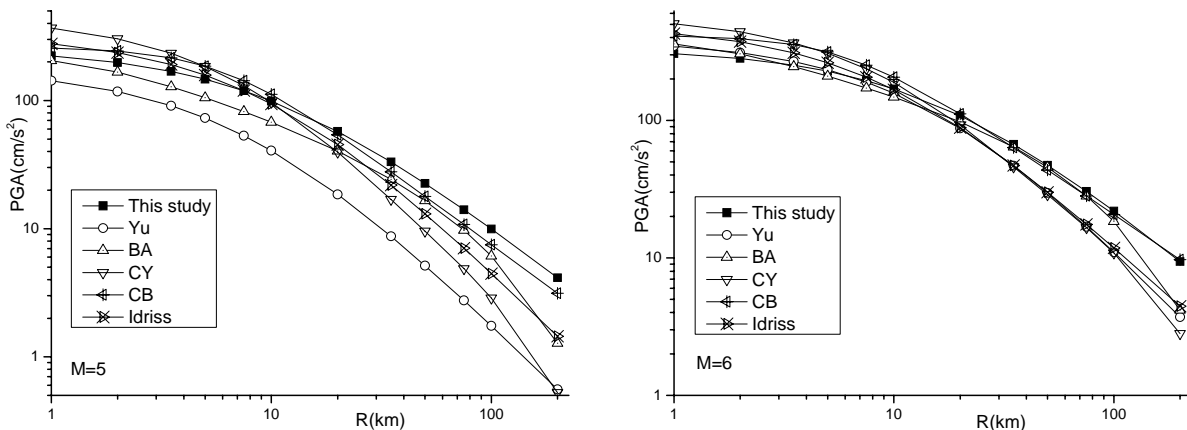 100
10
1
PGA(cm/s²)
This study
Yu
BA
CY
CB
Idriss
M=5
1
10
100
R(km)
100
10
1
PGA(cm/s²)
This study
Yu
BA
CY
CB
Idriss
M=6
1
10
100
R(km)